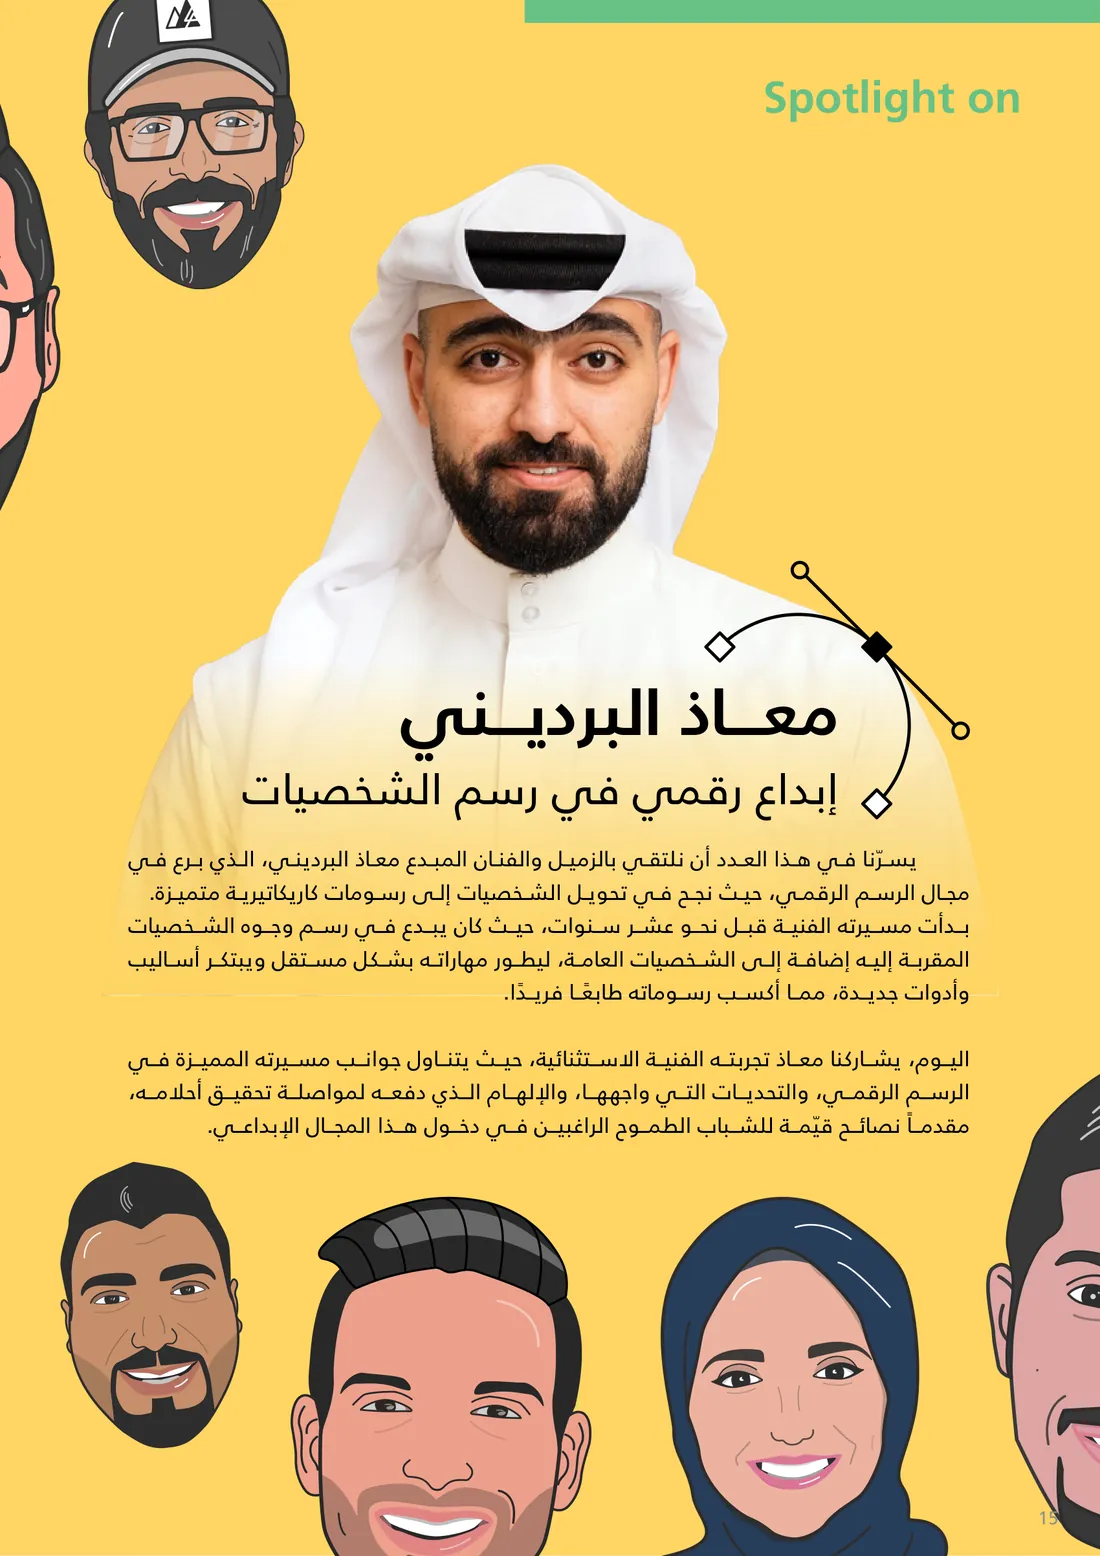 Spotlight on
معــاذ البرديــني
إبداع رقمي في رسم الشخصيات
يسـرّنا فـي هـذا العـدد أن نلتقـي بالزميـل والفنـان المبـدع معـاذ البردينـي، الـذي بـرع فـي
مجـال الرسـم الرقمـي، حيـث نجـح فـي تحويـل الشـخصيات إلـى رسـومات كاريكاتيريـة متميـزة.
بـدأت مسـيرته الفنيـة قبـل نحـو عشـر سـنوات، حيـث كان يبـدع فـي رسـم وجـوه الشـخصيات
المقربـة إليـه إضافـة إلـى الشـخصيات العامـة، ليطـور مهاراتـه بشـكل مسـتقل ويبتكـر أسـاليب
وأدوات جديـدة، ممـا أكسـب رسـوماته طابعًـا فريـدًا.
اليـوم، يشـاركنا معـاذ تجربتـه الفنيـة الاسـتثنائية، حيـث يتنـاول جوانـب مسـيرته المميـزة فـي
الرسـم الرقمـي، والتحديـات التـي واجههـا، والإلهـام الـذي دفعـه لمواصلـة تحقيـق أحلامـه،
مقدمـاً نصائـح قيّمـة للشـباب الطمـوح الراغبيـن فـي دخـول هـذا المجـال الإبداعـي.
15